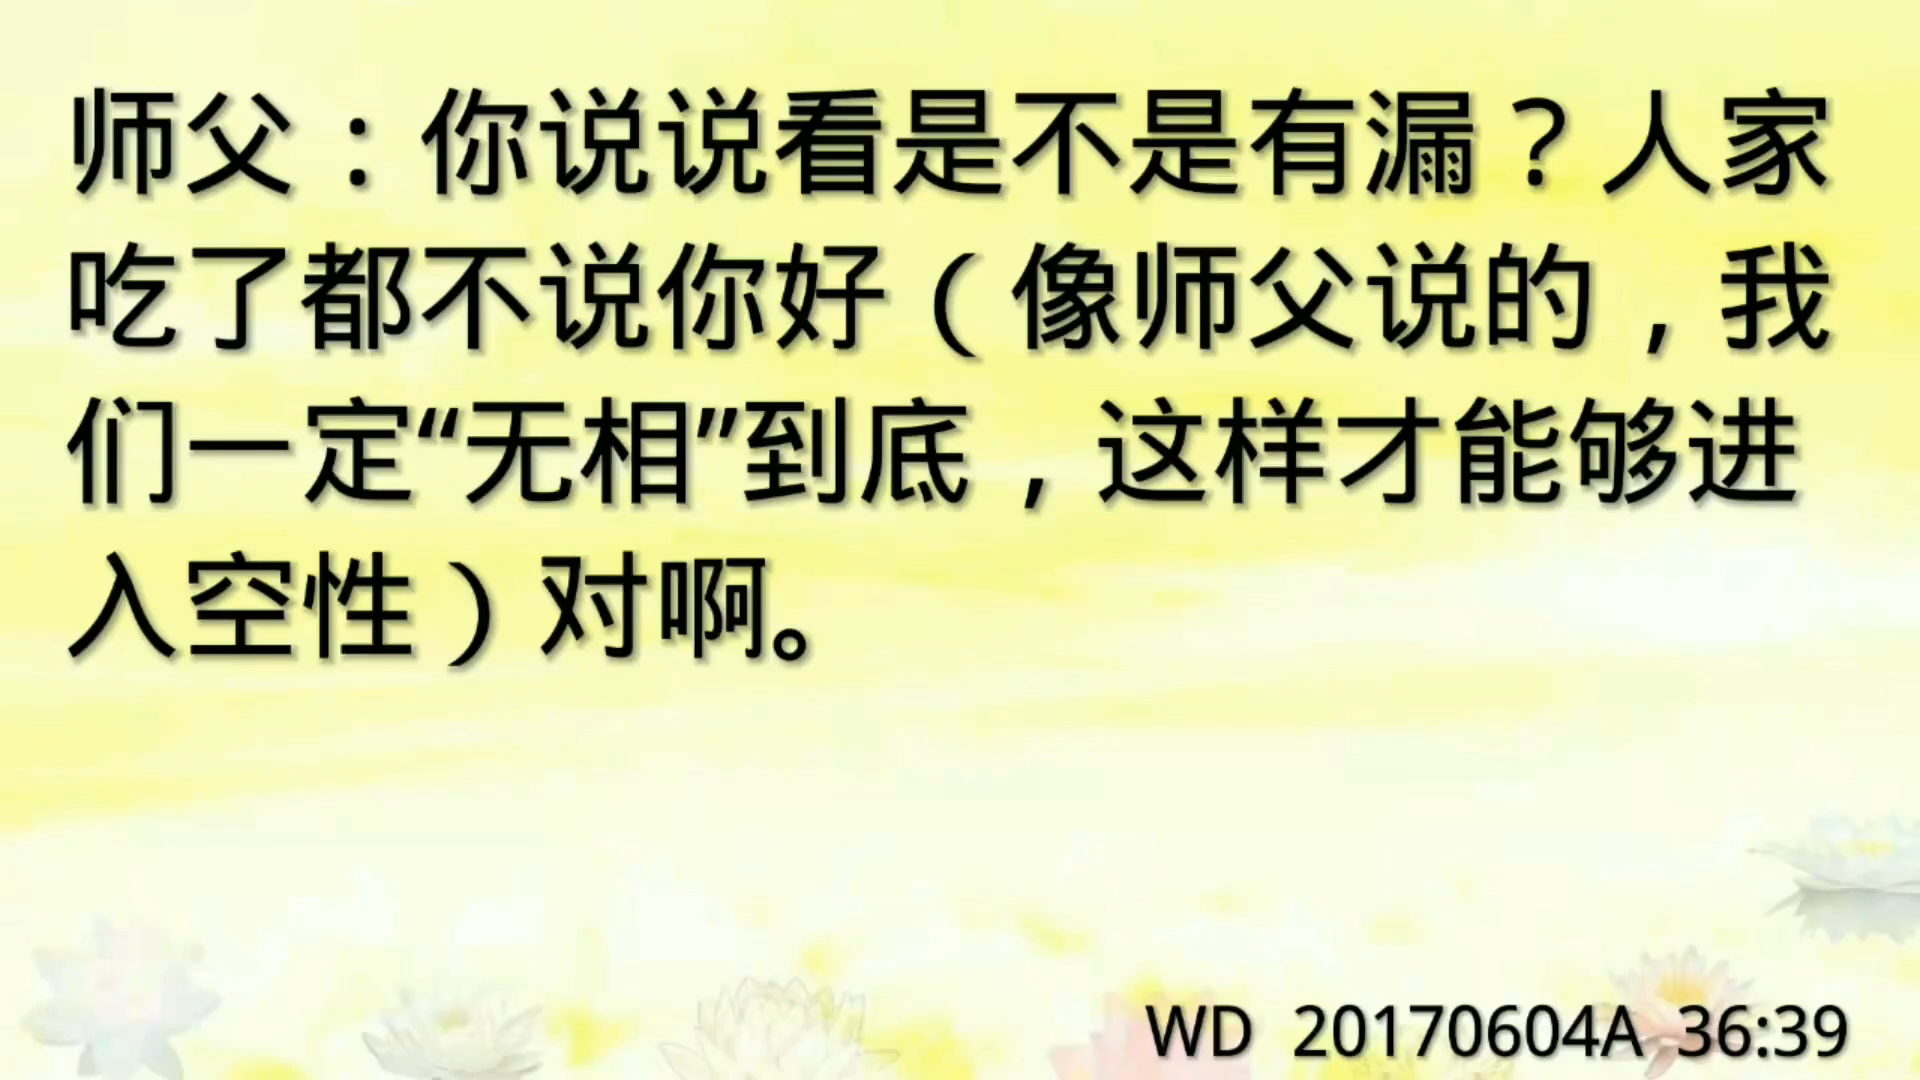 师父：你说说看是不是有漏？人家
吃了都不说你好（像师父说的，我
们一定“无相”到底，这样才能够进
入空性）对啊。
WD 20170604A 36:39